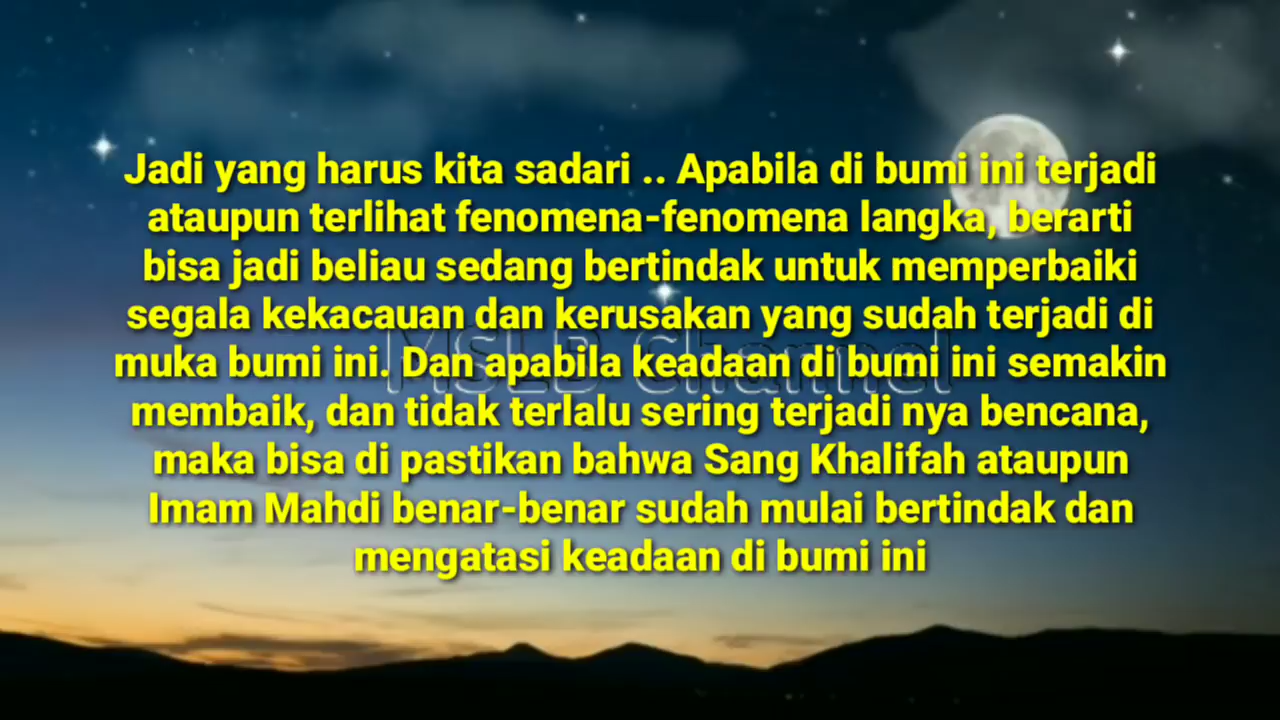 Jadi yang harus kita sadari .. Apabila di bumi ini terjadi
ataupun terlihat fenomena-fenomena langka, berarti
bisa jadi beliau sedang bertindak untuk memperbaiki
segala kekacauan dan kerusakan yang sudah terjadi di
muka bumi ini. Dan apabila keadaan di bumi ini semakin
membaik, dan tidak terlalu sering terjadi nya bencana,
maka bisa di pastikan bahwa Sang Khalifah ataupun
Imam Mahdi benar-benar sudah mulai bertindak dan
mengatasi keadaan di bumi ini
MSLB Channel